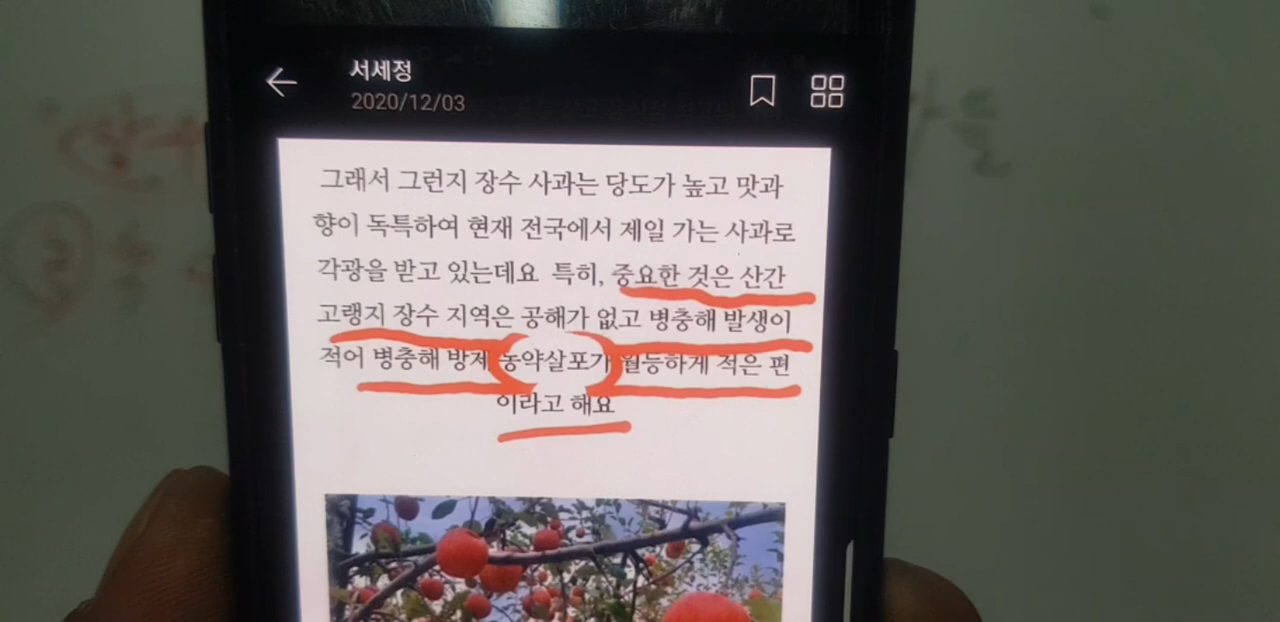 서세정
2020/12/03
그래서 그런지 장수 사과는 당도가 높고 맛과
향이 독특하여 현재 전국에서 제일 가는 사과로
각광을 받고 있는데요 특히, 중요한 것은 산간
고랭지 장수 지역은 공해가 없고 병충해 발생이
적어 병충해 방제 농약살포가 월등하게 적은 편
이라고 해요